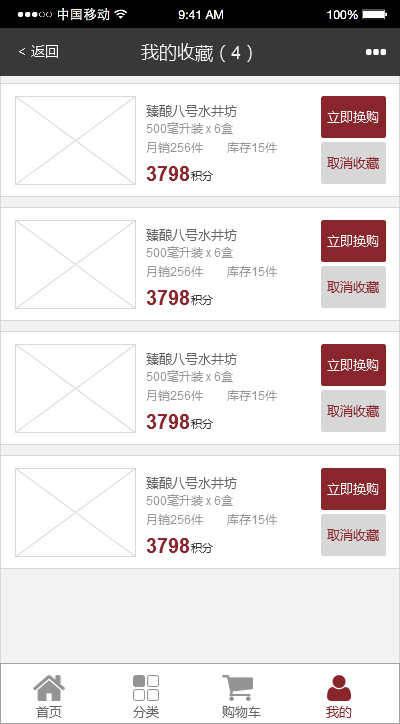 中国移动 9:41 AM 100%
< 返回 我的收藏（4）
臻酿八号水井坊
500毫升装 x 6盒
月销256件 库存15件
3798积分
立即换购
取消收藏
臻酿八号水井坊
500毫升装 x 6盒
月销256件 库存15件
3798积分
立即换购
取消收藏
臻酿八号水井坊
500毫升装 x 6盒
月销256件 库存15件
3798积分
立即换购
取消收藏
臻酿八号水井坊
500毫升装 x 6盒
月销256件 库存15件
3798积分
立即换购
取消收藏
首页 分类 购物车 我的